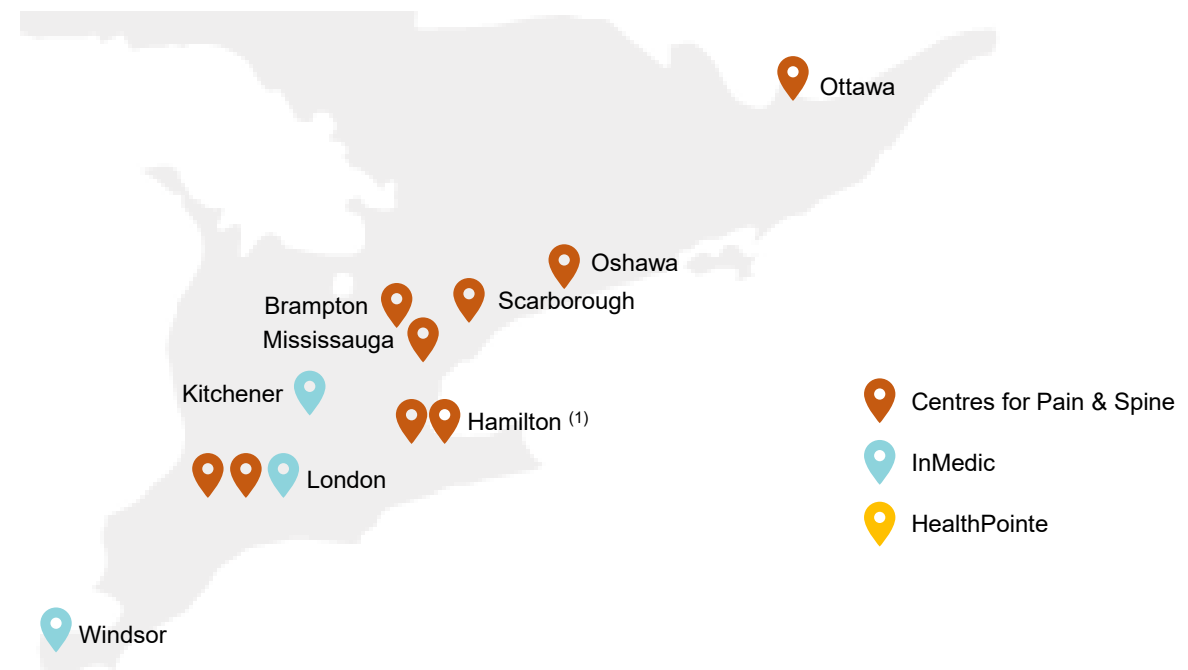 Ottawa
Oshawa
Scarborough
Brampton
Mississauga
Kitchener
Hamilton (1)
London
Windsor
Centres for Pain & Spine
InMedic
HealthPointe